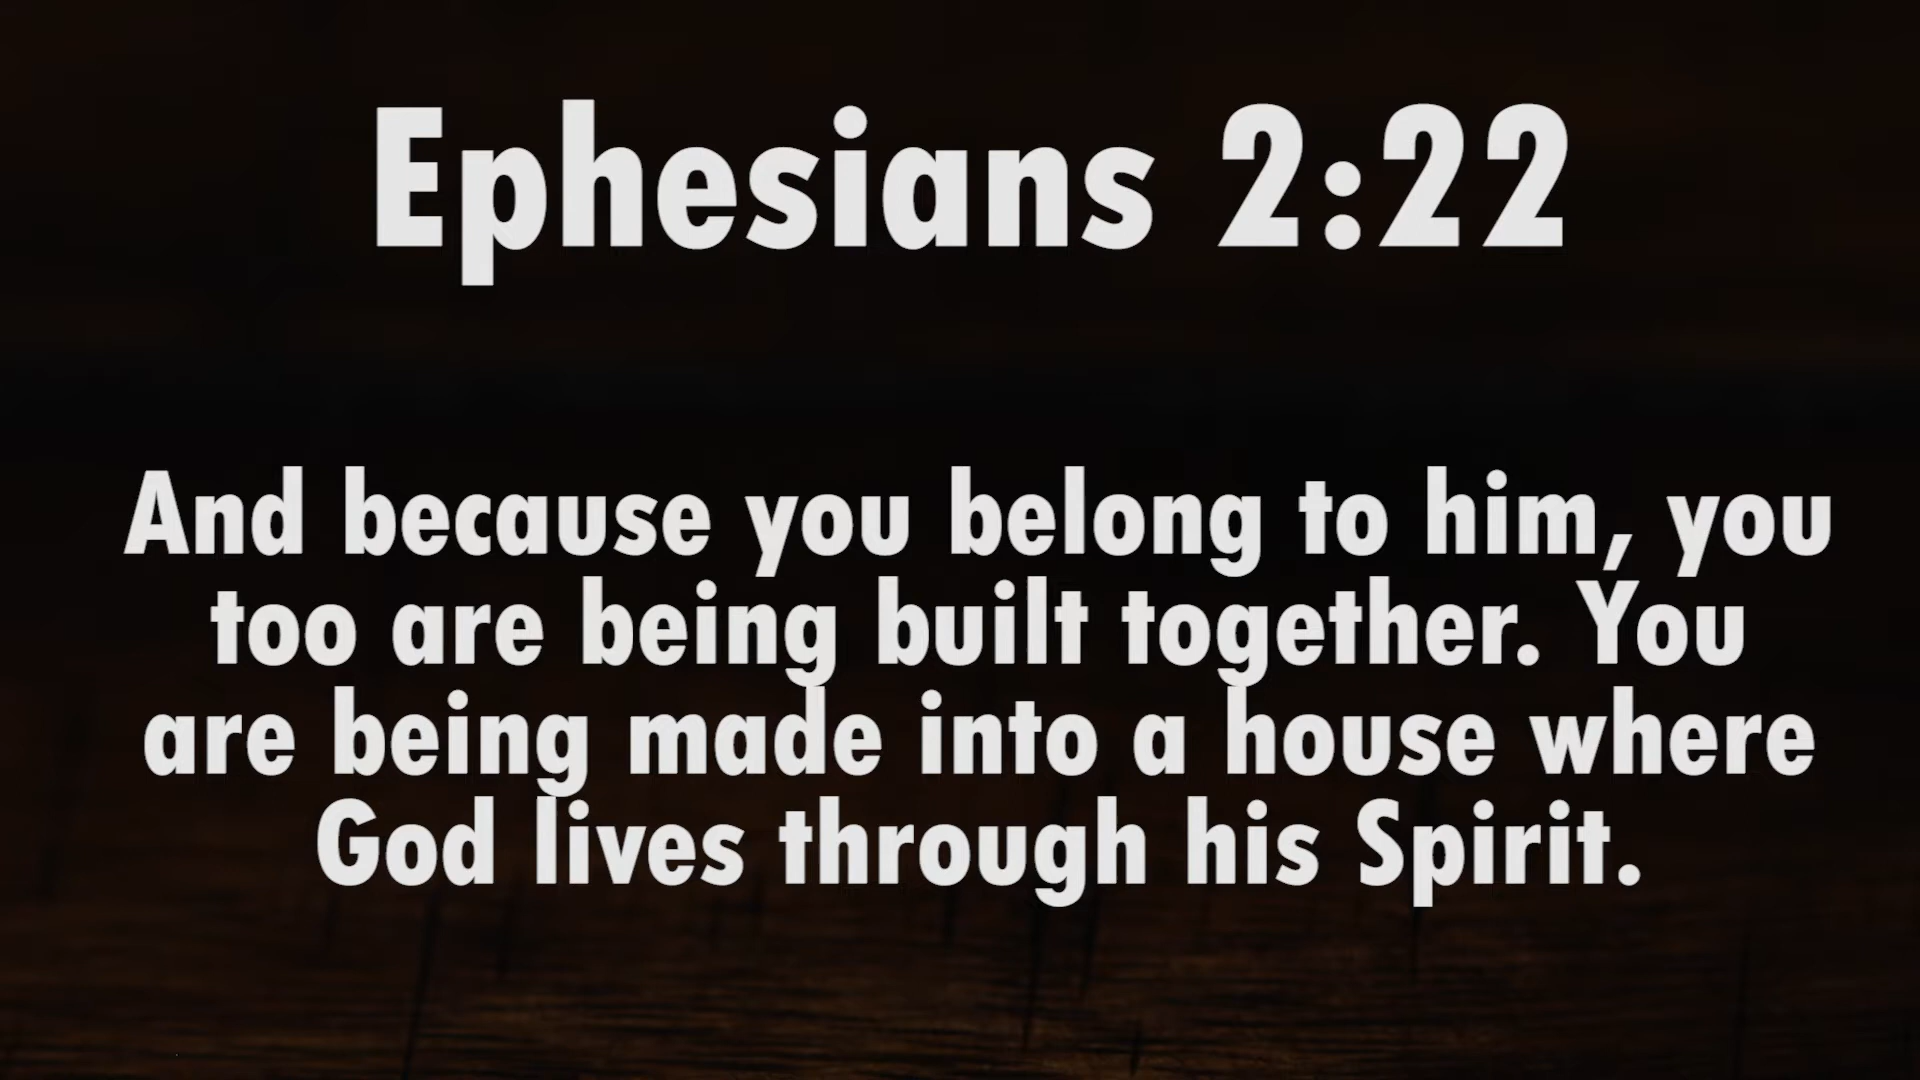 Ephesians 2:22
And because you belong to him, you
too are being built together. You
are being made into a house where
God lives through his Spirit.